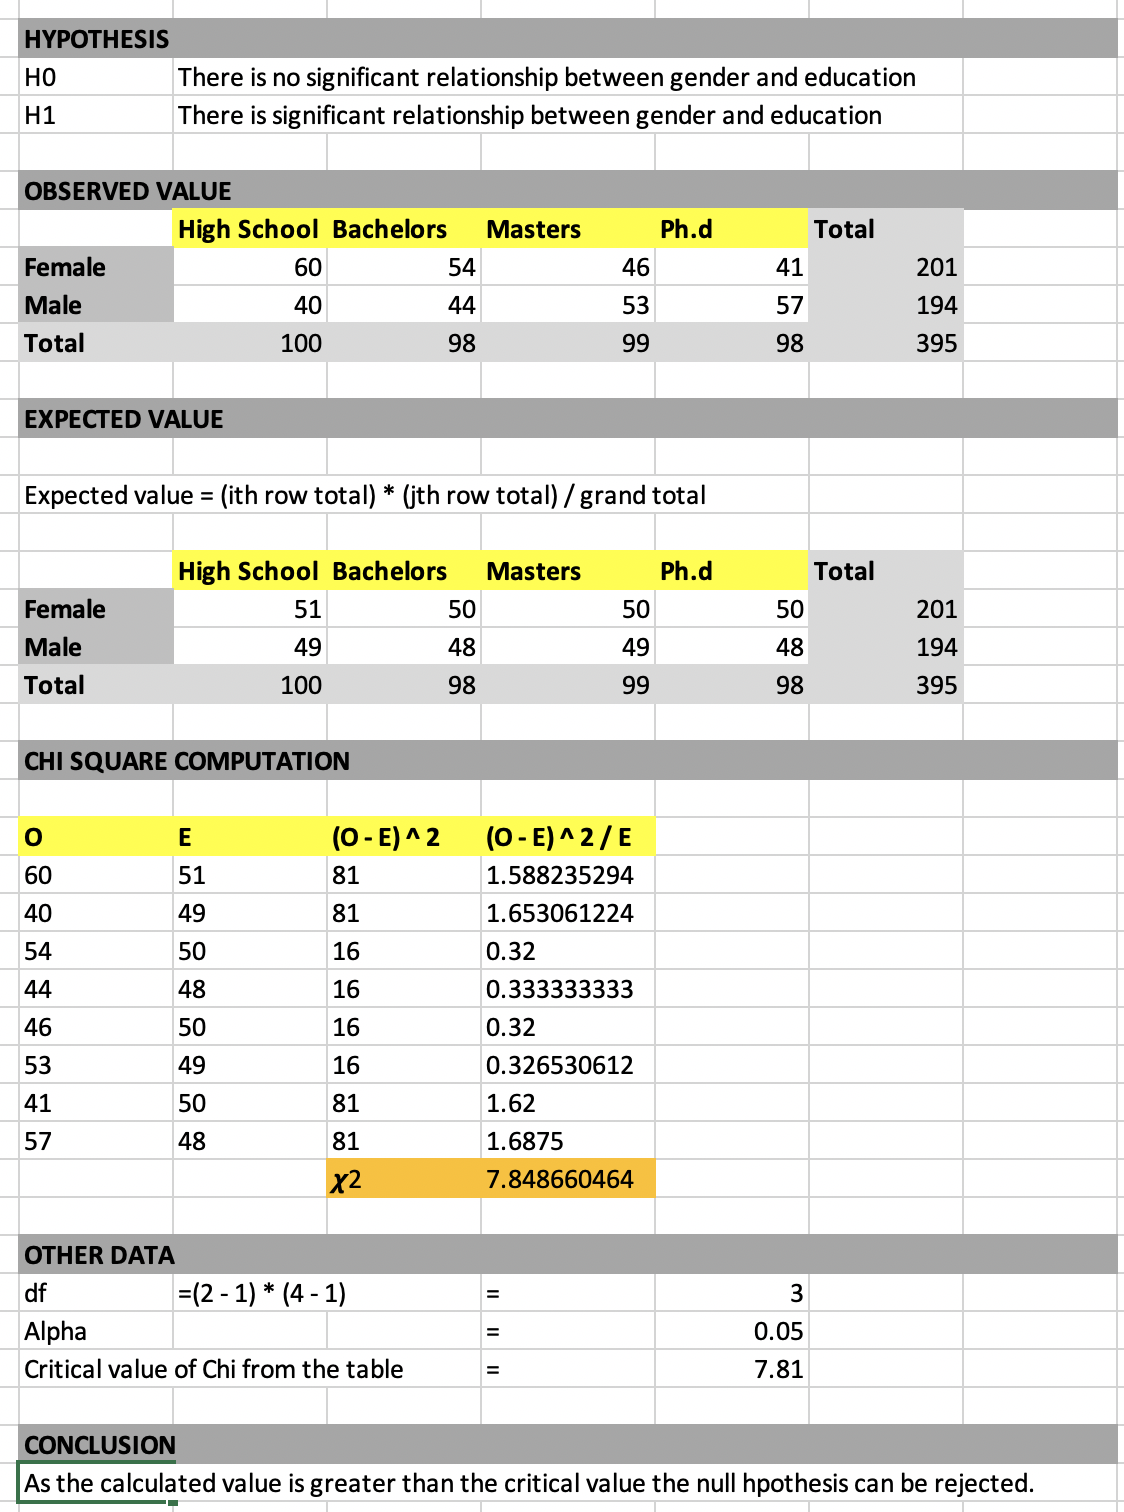 HYPOTHESIS
H0 There is no significant relationship between gender and education
H1 There is significant relationship between gender and education
OBSERVED VALUE
High School Bachelors Masters Ph.d Total
Female 60 54 46 41 201
Male 40 44 53 57 194
Total 100 98 99 98 395
EXPECTED VALUE
Expected value = (ith row total) * (jth row total) / grand total
High School Bachelors Masters Ph.d Total
Female 51 50 50 50 201
Male 49 48 49 48 194
Total 100 98 99 98 395
CHI SQUARE COMPUTATION
O E (O - E) ^ 2 (O - E) ^ 2 / E
60 51 81 1.588235294
40 49 81 1.653061224
54 50 16 0.32
44 48 16 0.333333333
46 50 16 0.32
53 49 16 0.326530612
41 50 81 1.62
57 48 81 1.6875
χ2 7.848660464
OTHER DATA
df =(2 - 1) * (4 - 1) = 3
Alpha = 0.05
Critical value of Chi from the table = 7.81
CONCLUSION
As the calculated value is greater than the critical value the null hpothesis can be rejected.